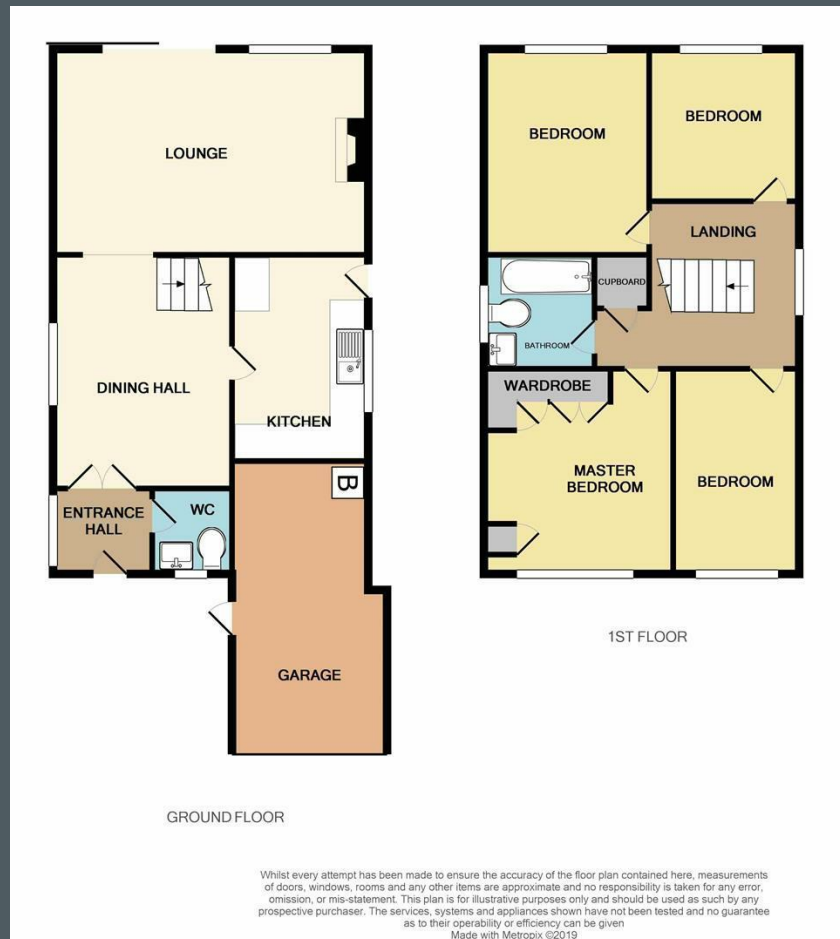 LOUNGE
DINING HALL
KITCHEN
ENTRANCE
HALL
WC
B
GARAGE
GROUND FLOOR
BEDROOM
BEDROOM
LANDING
CUPBOARD
BATHROOM
WARDROBE
MASTER
BEDROOM
BEDROOM
1ST FLOOR
Whilst every attempt has been made to ensure the accuracy of the floor plan contained here, measurements
of doors, windows, rooms and any other items are approximate and no responsibility is taken for any error,
omission, or mis-statement. This plan is for illustrative purposes only and should be used as such by any
prospective purchaser. The services, systems and appliances shown have not been tested and no guarantee
as to their operability or efficiency can be given
Made with Metropix ©2019